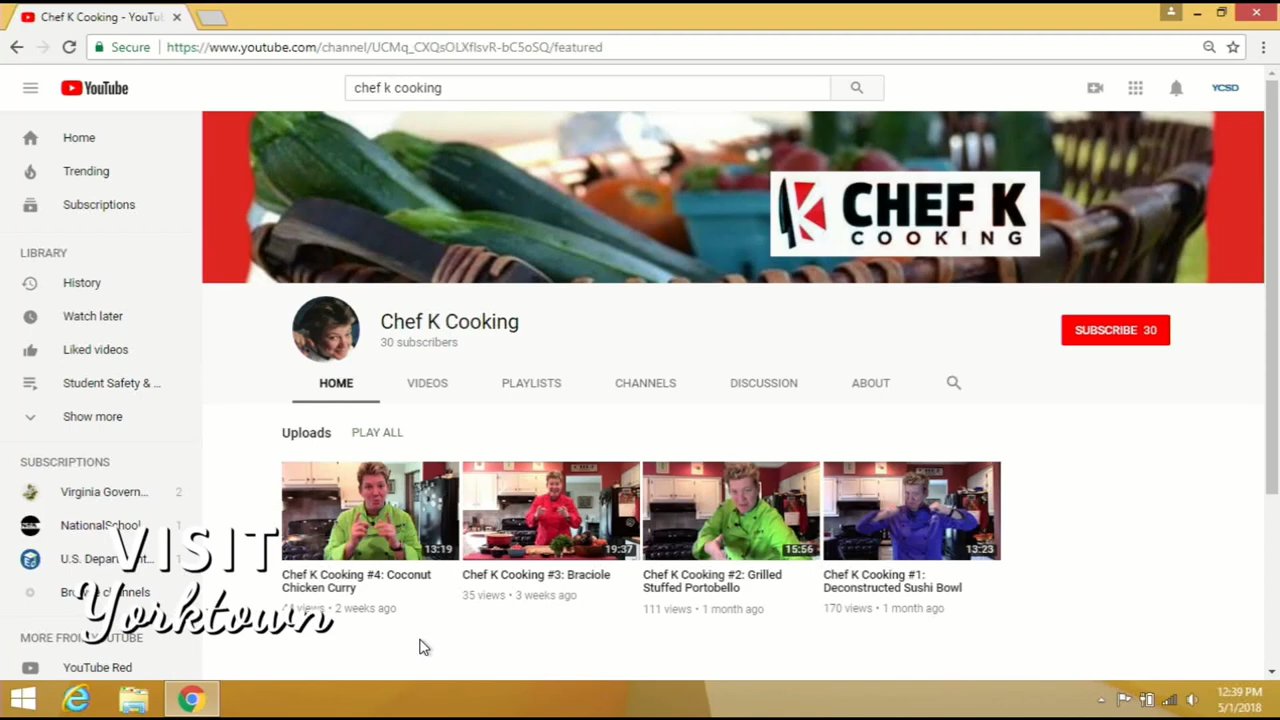 Chef K Cooking - YouTu
Secure
https://www.youtube.com/channel/UCMq_CXQsOLXflsvR-bC5oSQ/featured
YouTube
chef k cooking
YCSD
Home
Trending
Subscriptions
LIBRARY
History
Watch later
Liked videos
Student Safety & ...
Show more
SUBSCRIPTIONS
Virginia Govern... 2
NationalSchool 1
U.S. Depar
MORE FROM YOUTUBE
YouTube Red
CHEF K
COOKING
Chef K Cooking
30 subscribers
SUBSCRIBE 30
HOME VIDEOS PLAYLISTS CHANNELS DISCUSSION ABOUT
Uploads PLAY ALL
13:19
Chef K Cooking #4: Coconut
Chicken Curry
views • 2 weeks ago
19:37
Chef K Cooking #3: Braciole
35 views • 3 weeks ago
15:56
Chef K Cooking #2: Grilled
Stuffed Portobello
111 views • 1 month ago
13:23
Chef K Cooking #1:
Deconstructed Sushi Bowl
170 views • 1 month ago
VISIT
Yorktown
12:39 PM
5/1/2018